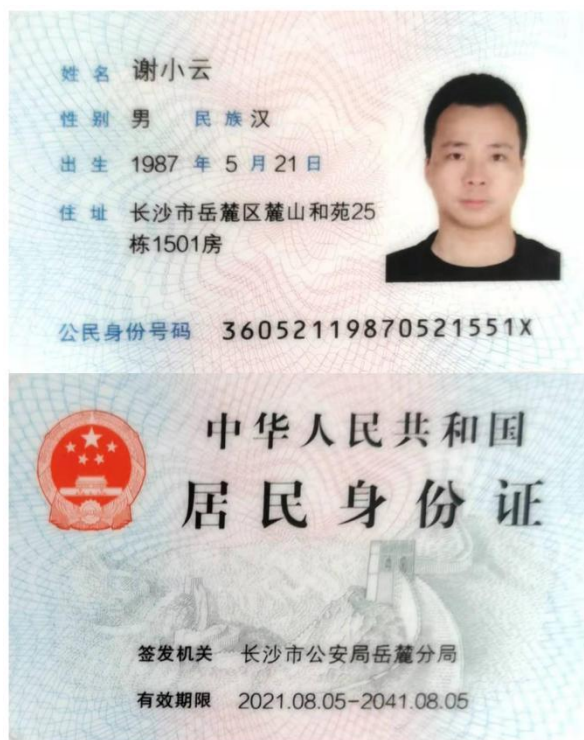 姓名 谢小云
性别 男 民族 汉
出生 1987 年 5 月 21 日
住址 长沙市岳麓区麓山和苑25
栋1501房
公民身份号码 36052119870521551X
中华人民共和国
居民身份证
签发机关 长沙市公安局岳麓分局
有效期限 2021.08.05-2041.08.05